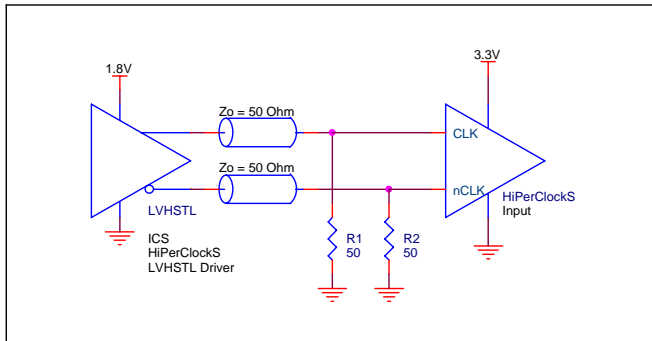 1.8V
3.3V
Zo = 50 Ohm
CLK
Zo = 50 Ohm
nCLK
LVHSTL
HiPerClockS
Input
ICS
HiPerClockS
LVHSTL Driver
R1
50
R2
50